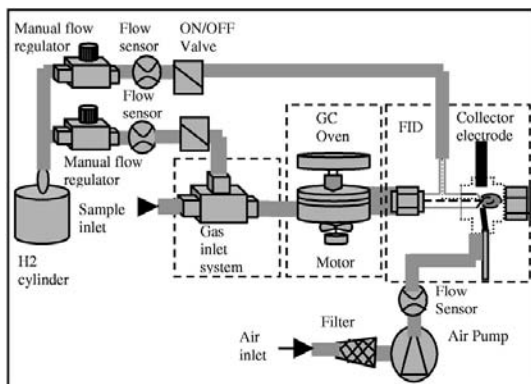 Manual flow
regulator
Flow
sensor
ON/OFF
Valve
Flow
sensor
Manual flow
regulator
GC
Oven
FID
Collector
electrode
Sample
inlet
H2
cylinder
Gas
inlet
system
Motor
Flow
Sensor
Filter
Air
inlet
Air Pump